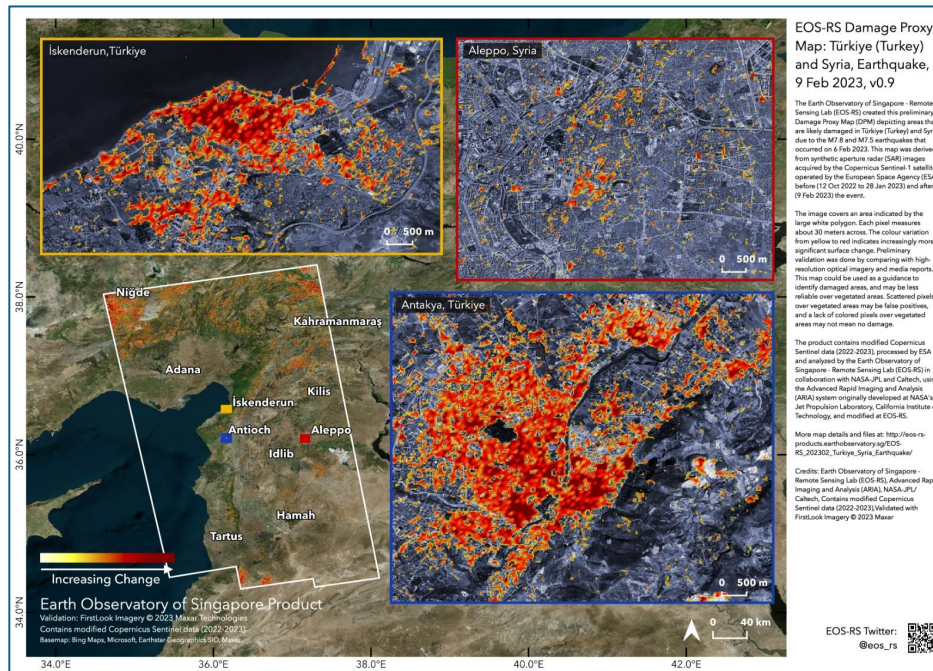 İskenderun,Türkiye
0 500 m
Aleppo, Syria
0 500 m
Antakya, Türkiye
0 500 m
Niğde
Kahramanmaraş
Adana
Kilis
İskenderun
Antioch
Aleppo
Idlib
Hamah
Tartus
Increasing Change
Earth Observatory of Singapore Product
Validation: FirstLook Imagery © 2023 Maxar Technologies
Contains modified Copernicus Sentinel data (2022-2023)
Basemap: Bing Maps, Microsoft, Earthstar Geographics SIO, Maxar
0 40 km
40.0°N
38.0°N
36.0°N
34.0°N
40.0°N
38.0°N
36.0°N
34.0°N
34.0°E
36.0°E
38.0°E
40.0°E
42.0°E
EOS-RS Damage Proxy
Map: Türkiye (Turkey)
and Syria, Earthquake,
9 Feb 2023, v0.9
The Earth Observatory of Singapore - Remote
Sensing Lab (EOS-RS) created this preliminary
Damage Proxy Map (DPM) depicting areas tha
are likely damaged in Türkiye (Turkey) and Syr
due to the M7.8 and M7.5 earthquakes that
occurred on 6 Feb 2023. This map was derived
from synthetic aperture radar (SAR) images
acquired by the Copernicus Sentinel-1 satellit
operated by the European Space Agency (ESA
before (12 Oct 2022 to 28 Jan 2023) and after
(9 Feb 2023) the event.
The image covers an area indicated by the
large white polygon. Each pixel measures
about 30 meters across. The colour variation
from yellow to red indicates increasingly more
significant surface change. Preliminary
validation was done by comparing with high-
resolution optical imagery and media reports.
This map could be used as a guidance to
identify damaged areas, and may be less
reliable over vegetated areas. Scattered pixels
over vegetated areas may be false positives,
and a lack of colored pixels over vegetated
areas may not mean no damage.
The product contains modified Copernicus
Sentinel data (2022-2023), processed by ESA
and analyzed by the Earth Observatory of
Singapore - Remote Sensing Lab (EOS-RS) in
collaboration with NASA-JPL and Caltech, usin
the Advanced Rapid Imaging and Analysis
(ARIA) system originally developed at NASA's
Jet Propulsion Laboratory, California Institute o
Technology, and modified at EOS-RS.
More map details and files at: http://eos-rs-
products.earthobservatory.sg/EOS-
RS_202302_Turkiye_Syria_Earthquake/
Credits: Earth Observatory of Singapore -
Remote Sensing Lab (EOS-RS), Advanced Rap
Imaging and Analysis (ARIA), NASA-JPL/
Caltech, Contains modified Copernicus
Sentinel data (2022-2023),Validated with
FirstLook Imagery © 2023 Maxar
EOS-RS Twitter:
@eos_rs